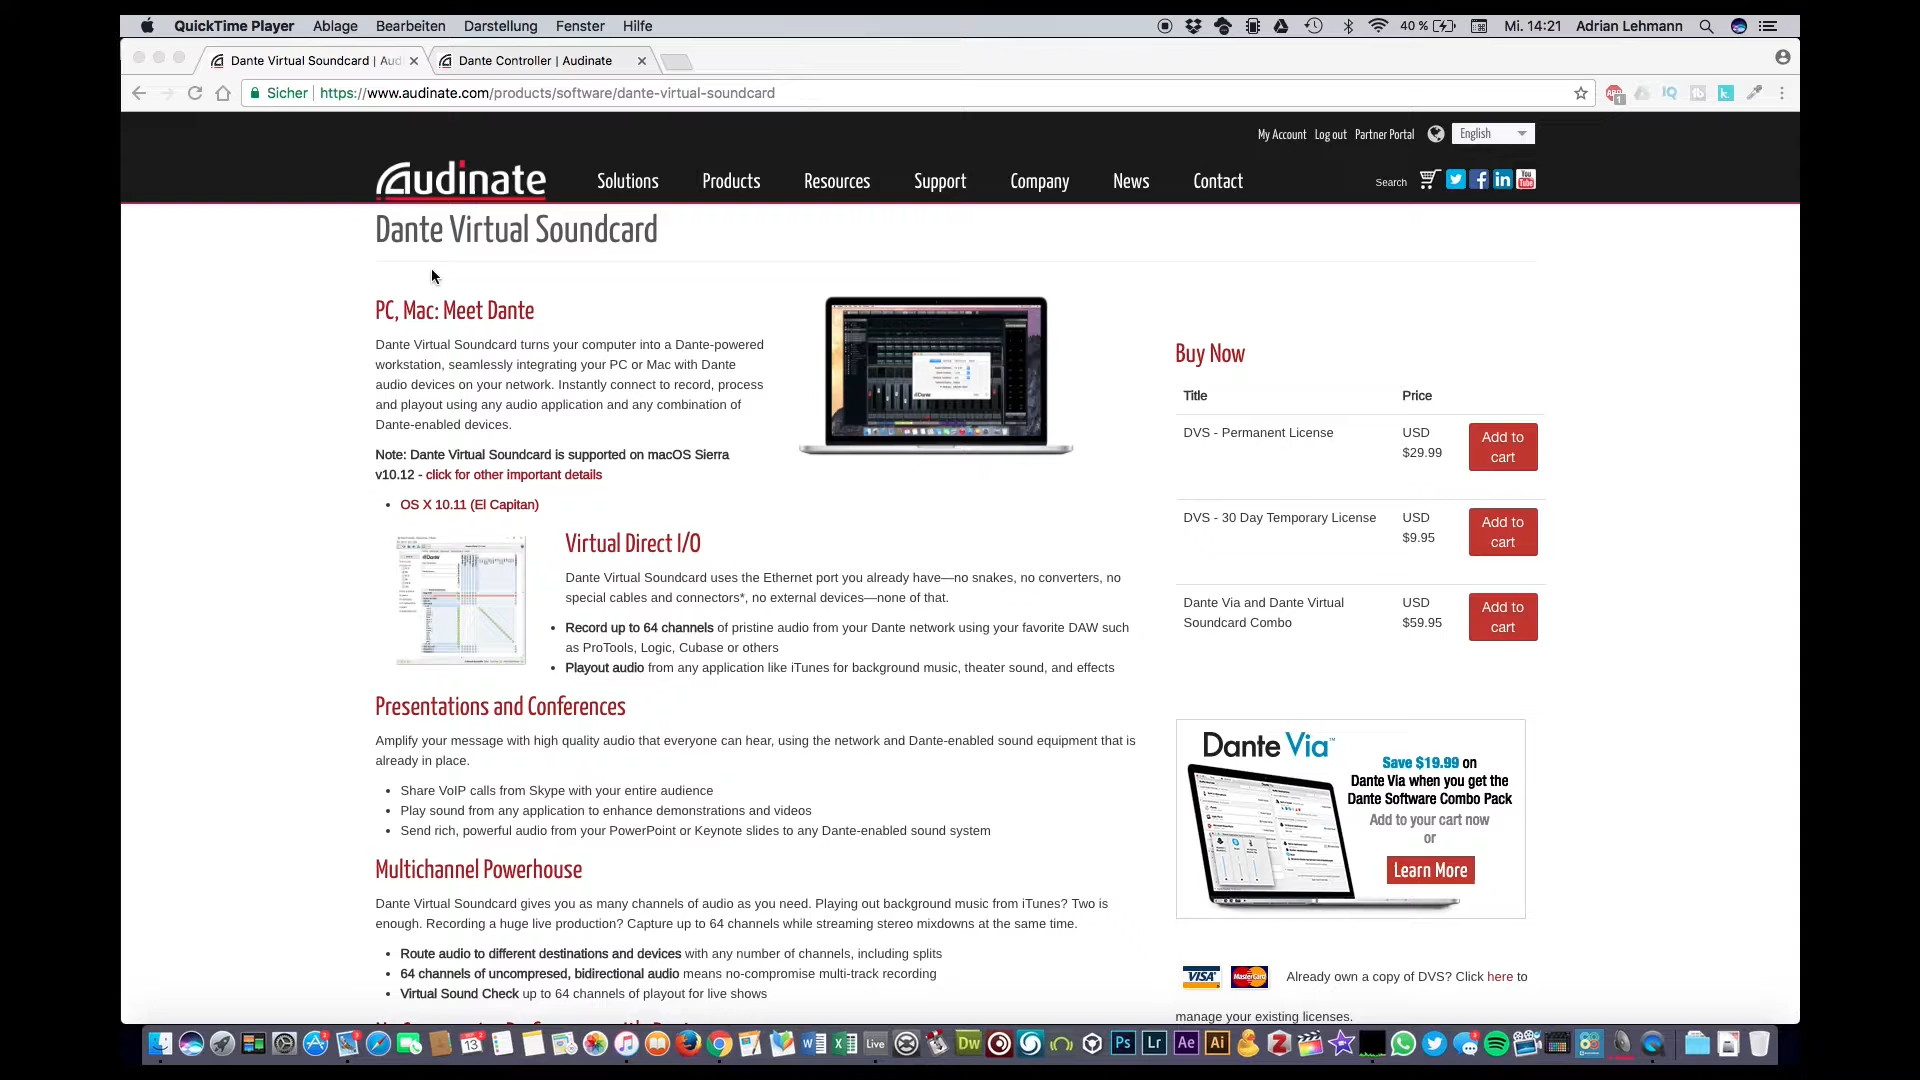 QuickTime Player Ablage Bearbeiten Darstellung Fenster Hilfe 40 % Mi. 14:21 Adrian Lehmann
Dante Virtual Soundcard | Aud Dante Controller | Audinate
Sicher | https://www.audinate.com/products/software/dante-virtual-soundcard
My Account Log out Partner Portal English
Audinate Solutions Products Resources Support Company News Contact Search
Dante Virtual Soundcard
PC, Mac: Meet Dante
Dante Virtual Soundcard turns your computer into a Dante-powered
workstation, seamlessly integrating your PC or Mac with Dante
audio devices on your network. Instantly connect to record, process
and playout using any audio application and any combination of
Dante-enabled devices.
Note: Dante Virtual Soundcard is supported on macOS Sierra
v10.12 - click for other important details
• OS X 10.11 (El Capitan)
Virtual Direct I/O
Dante Virtual Soundcard uses the Ethernet port you already have—no snakes, no converters, no
special cables and connectors*, no external devices—none of that.
• Record up to 64 channels of pristine audio from your Dante network using your favorite DAW such
as ProTools, Logic, Cubase or others
• Playout audio from any application like iTunes for background music, theater sound, and effects
Presentations and Conferences
Amplify your message with high quality audio that everyone can hear, using the network and Dante-enabled sound equipment that is
already in place.
• Share VoIP calls from Skype with your entire audience
• Play sound from any application to enhance demonstrations and videos
• Send rich, powerful audio from your PowerPoint or Keynote slides to any Dante-enabled sound system
Multichannel Powerhouse
Dante Virtual Soundcard gives you as many channels of audio as you need. Playing out background music from iTunes? Two is
enough. Recording a huge live production? Capture up to 64 channels while streaming stereo mixdowns at the same time.
• Route audio to different destinations and devices with any number of channels, including splits
• 64 channels of uncompresed, bidirectional audio means no-compromise multi-track recording
• Virtual Sound Check up to 64 channels of playout for live shows
Buy Now
Title Price
DVS - Permanent License USD
$29.99 Add to
cart
DVS - 30 Day Temporary License USD
$9.95 Add to
cart
Dante Via and Dante Virtual
Soundcard Combo USD
$59.95 Add to
cart
Dante Via™
Save $19.99 on
Dante Via when you get the
Dante Software Combo Pack
Add to your cart now
or
Learn More
VISA MasterCard Already own a copy of DVS? Click here to
manage your existing licenses.
13 Live Dw Ps Lr Ae Ai